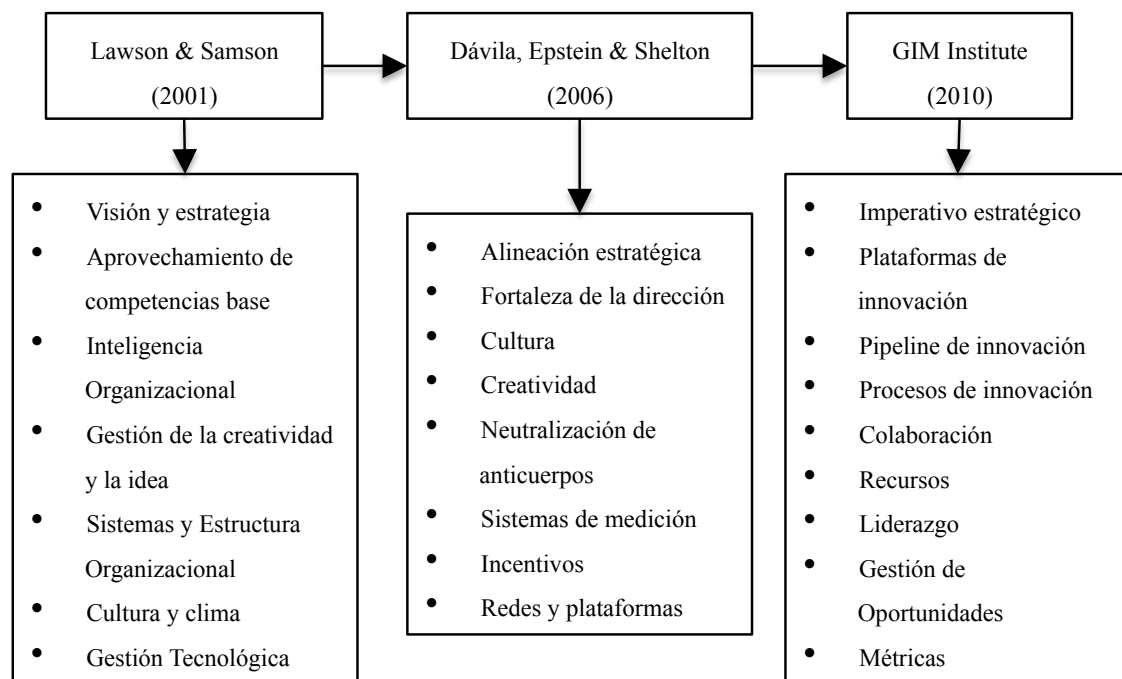 Lawson & Samson
(2001)
Dávila, Epstein & Shelton
(2006)
GIM Institute
(2010)
• Visión y estrategia
• Aprovechamiento de
competencias base
• Inteligencia
Organizacional
• Gestión de la creatividad
y la idea
• Sistemas y Estructura
Organizacional
• Cultura y clima
• Gestión Tecnológica
• Alineación estratégica
• Fortaleza de la dirección
• Cultura
• Creatividad
• Neutralización de
anticuerpos
• Sistemas de medición
• Incentivos
• Redes y plataformas
• Imperativo estratégico
• Plataformas de
innovación
• Pipeline de innovación
• Procesos de innovación
• Colaboración
• Recursos
• Liderazgo
• Gestión de
Oportunidades
• Métricas